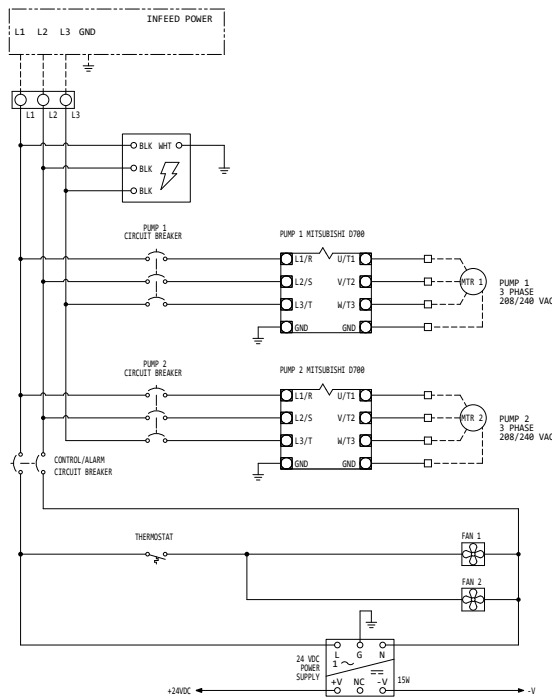 INFEED POWER
L1 L2 L3 GND
L1 L2 L3
BLK WHT
BLK
BLK
PUMP 1
CIRCUIT BREAKER
PUMP 1 MITSUBISHI D700
L1/R U/T1
L2/S V/T2
L3/T W/T3
GND GND
MTR 1
PUMP 1
3 PHASE
208/240 VAC
PUMP 2
CIRCUIT BREAKER
PUMP 2 MITSUBISHI D700
L1/R U/T1
L2/S V/T2
L3/T W/T3
GND GND
MTR 2
PUMP 2
3 PHASE
208/240 VAC
CONTROL/ALARM
CIRCUIT BREAKER
THERMOSTAT
FAN 1
FAN 2
24 VDC
POWER
SUPPLY
L G N
1
+V NC -V
15W
+24VDC
-V